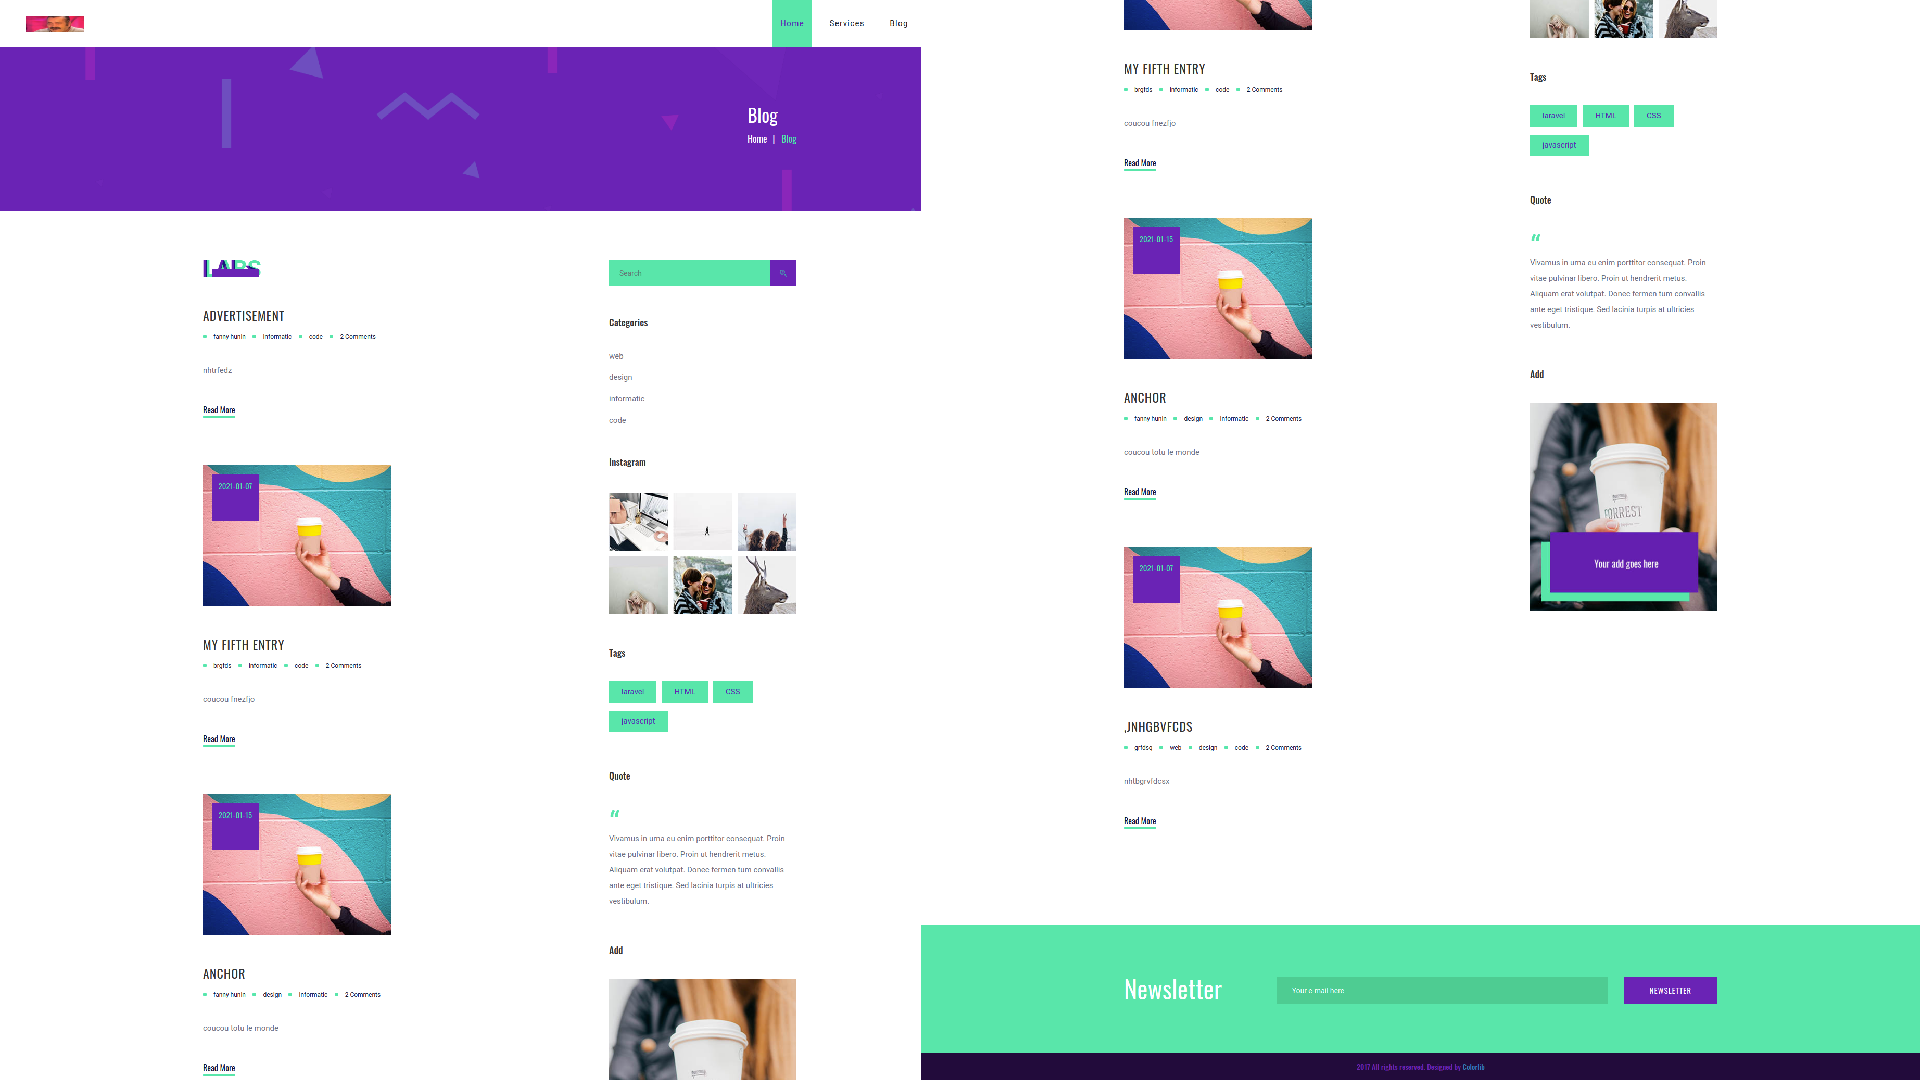 Home
Services
Blog
Blog
Home | Blog
LABS
ADVERTISEMENT
fanny hunin informatic code 2 Comments
nhtrfedz
Read More
2021-01-07
MY FIFTH ENTRY
brgfds informatic code 2 Comments
coucou fnezfjo
Read More
2021-01-15
ANCHOR
fanny hunin design informatic 2 Comments
coucou totu le monde
Read More
Search
Categories
web
design
informatic
code
Instagram
Tags
laravel
HTML
CSS
javascript
Quote
“
Vivamus in urna eu enim porttitor consequat. Proin
vitae pulvinar libero. Proin ut hendrerit metus.
Aliquam erat volutpat. Donec fermen tum convallis
ante eget tristique. Sed lacinia turpis at ultricies
vestibulum.
Add
MY FIFTH ENTRY
brgfds informatic code 2 Comments
coucou fnezfjo
Read More
2021-01-15
ANCHOR
fanny hunin design informatic 2 Comments
coucou totu le monde
Read More
2021-01-07
,JNHGBVFCDS
grfdsq web design code 2 Comments
nhtbgrvfdcsx
Read More
Tags
laravel
HTML
CSS
javascript
Quote
“
Vivamus in urna eu enim porttitor consequat. Proin
vitae pulvinar libero. Proin ut hendrerit metus.
Aliquam erat volutpat. Donec fermen tum convallis
ante eget tristique. Sed lacinia turpis at ultricies
vestibulum.
Add
FORREST
Your add goes here
Newsletter
Your e-mail here
NEWSLETTER
2017 All rights reserved. Designed by Colorlib